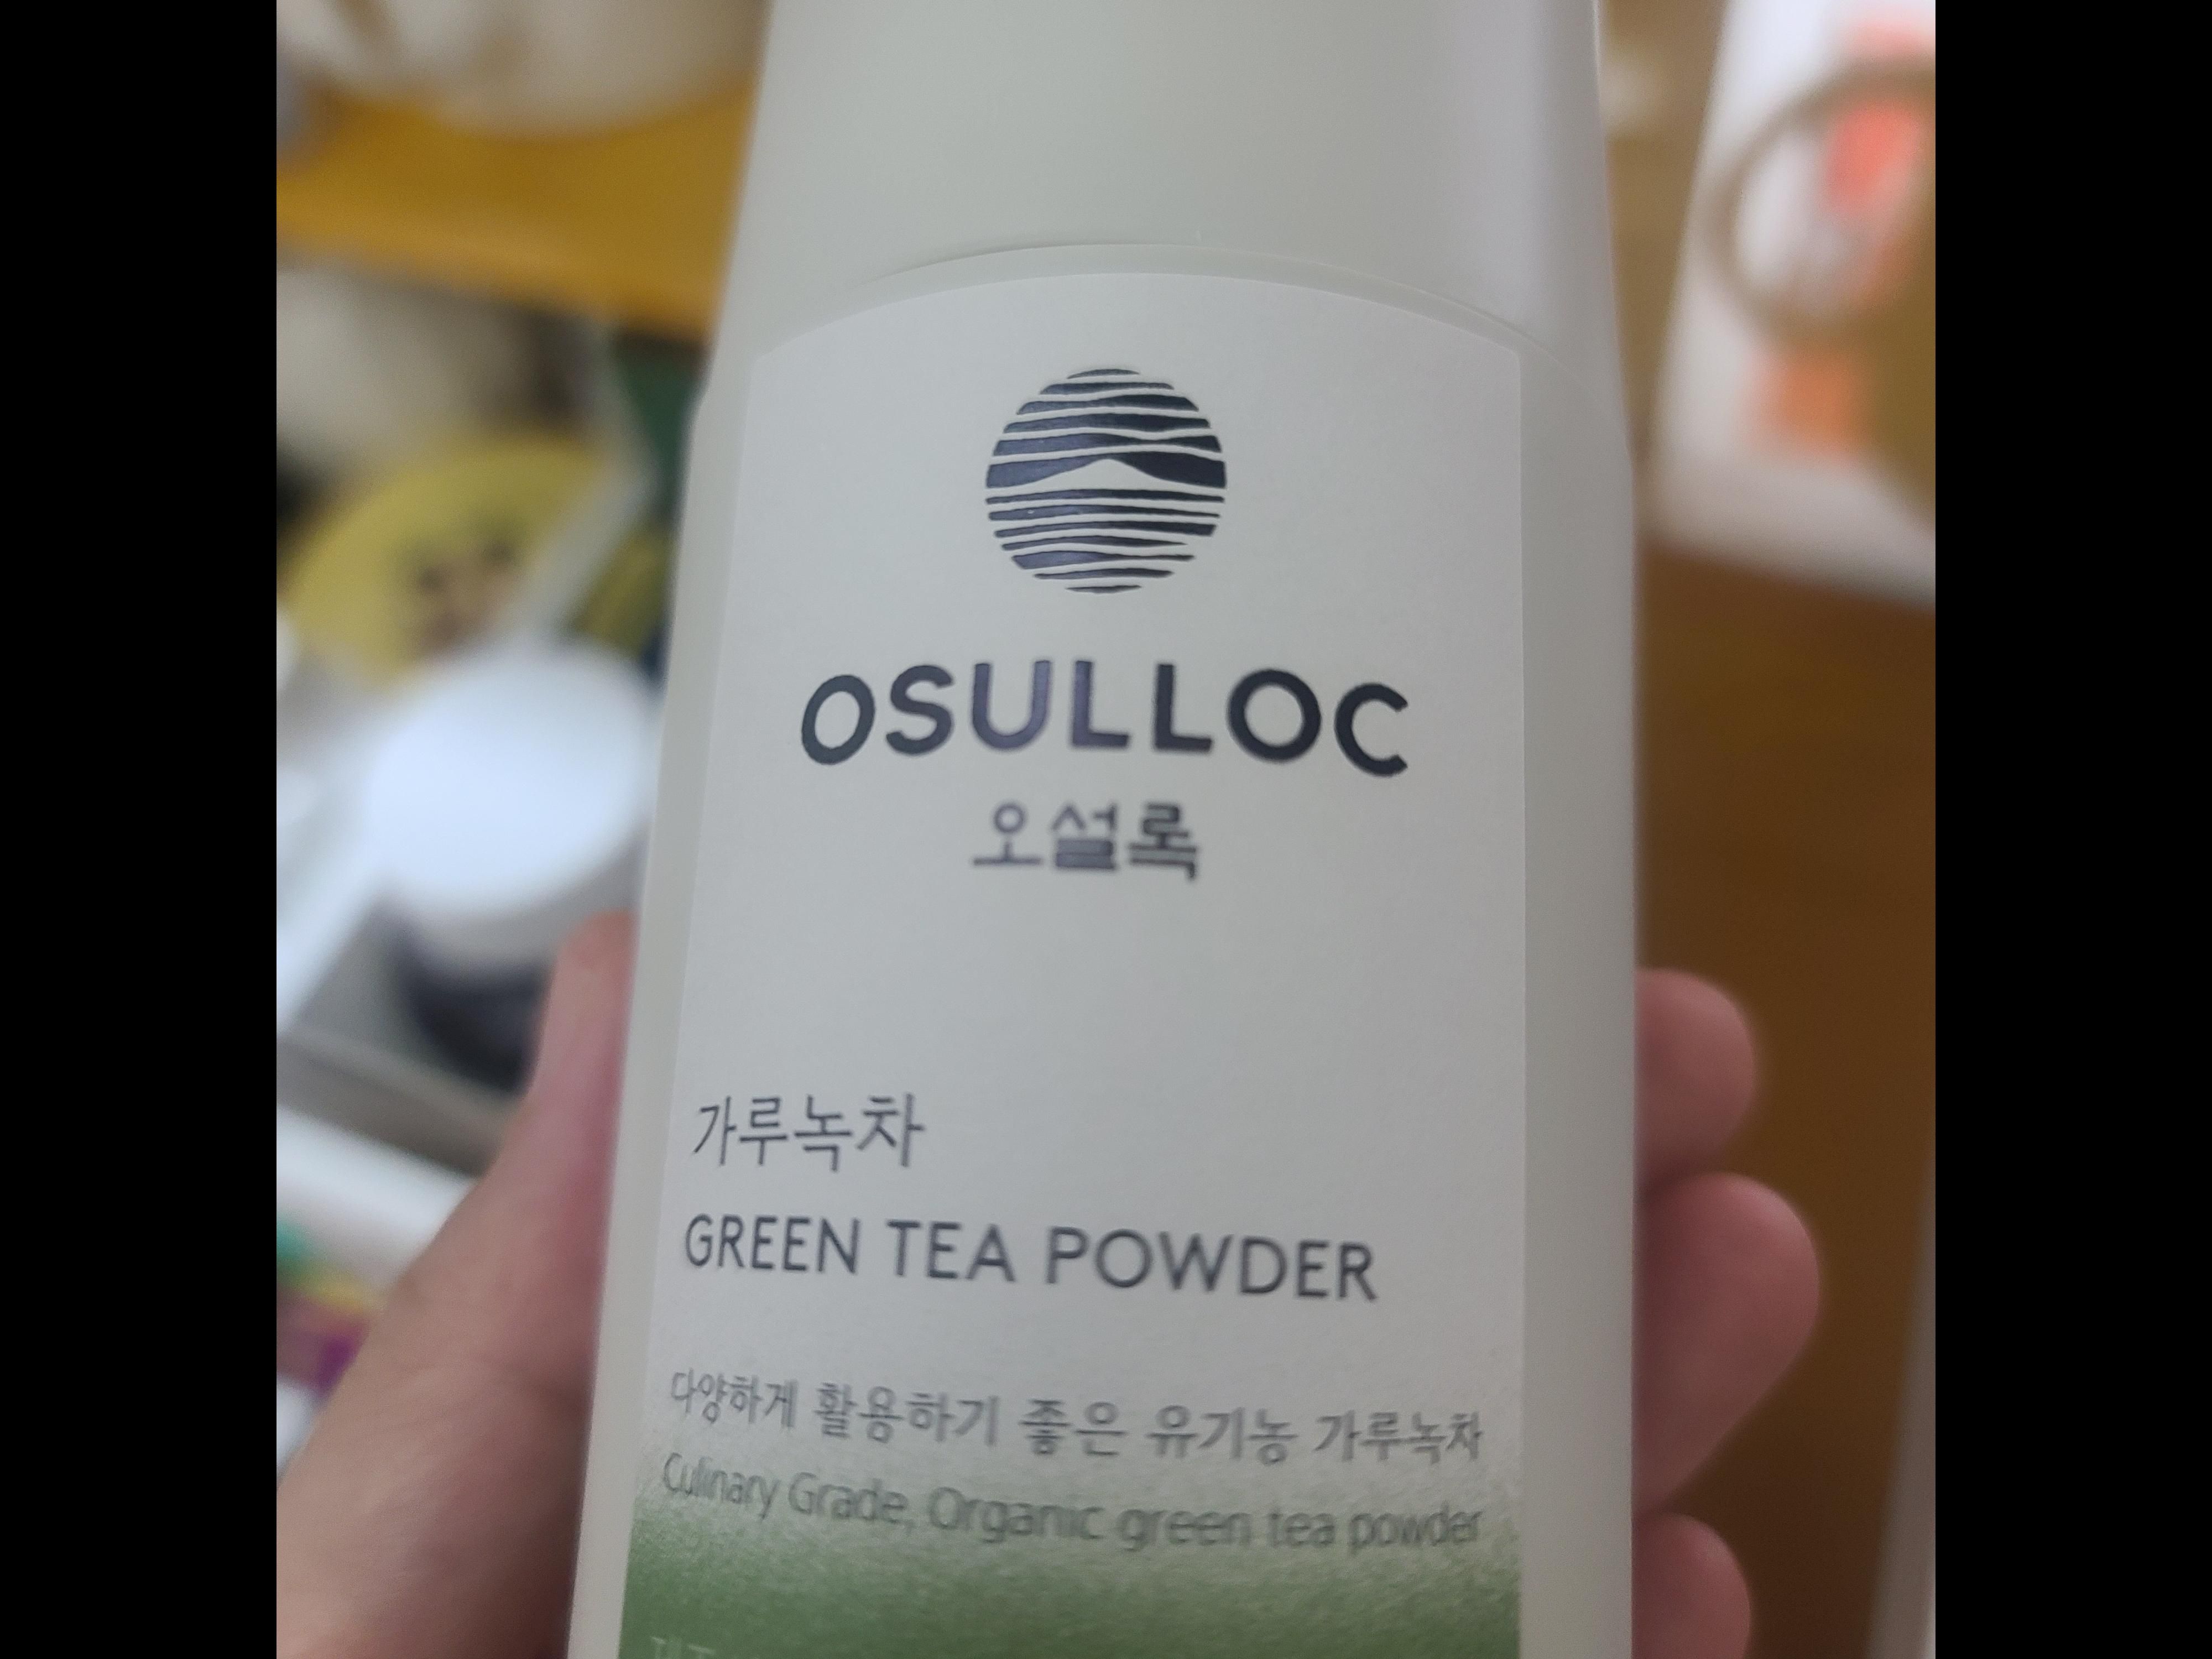 OSULLOC
오설록
가루녹차
GREEN TEA POWDER
다양하게 활용하기 좋은 유기농 가루녹차
Culinary Grade, Organic green tea powder